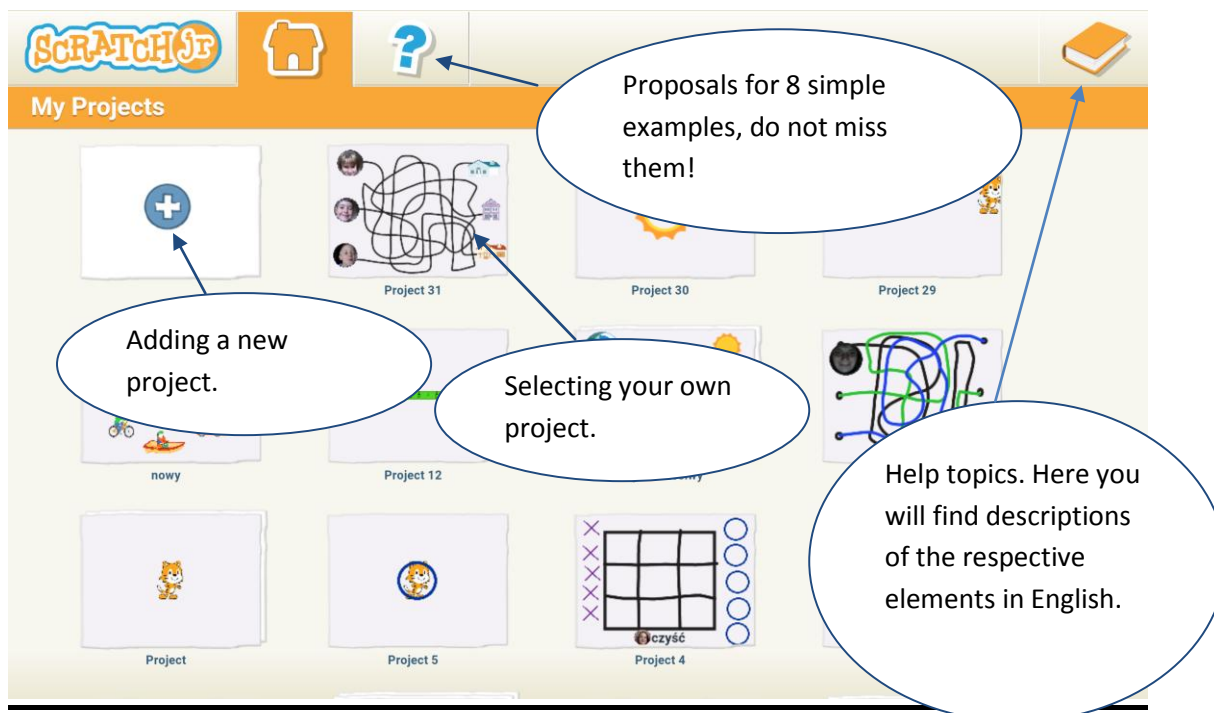 SCRATCH JR
?
My Projects
Proposals for 8 simple
examples, do not miss
them!
Project 31
Project 30
Project 29
Adding a new
project.
Selecting your own
project.
nowy
Project 12
Help topics. Here you
will find descriptions
of the respective
elements in English.
czyść
Project
Project 5
Project 4